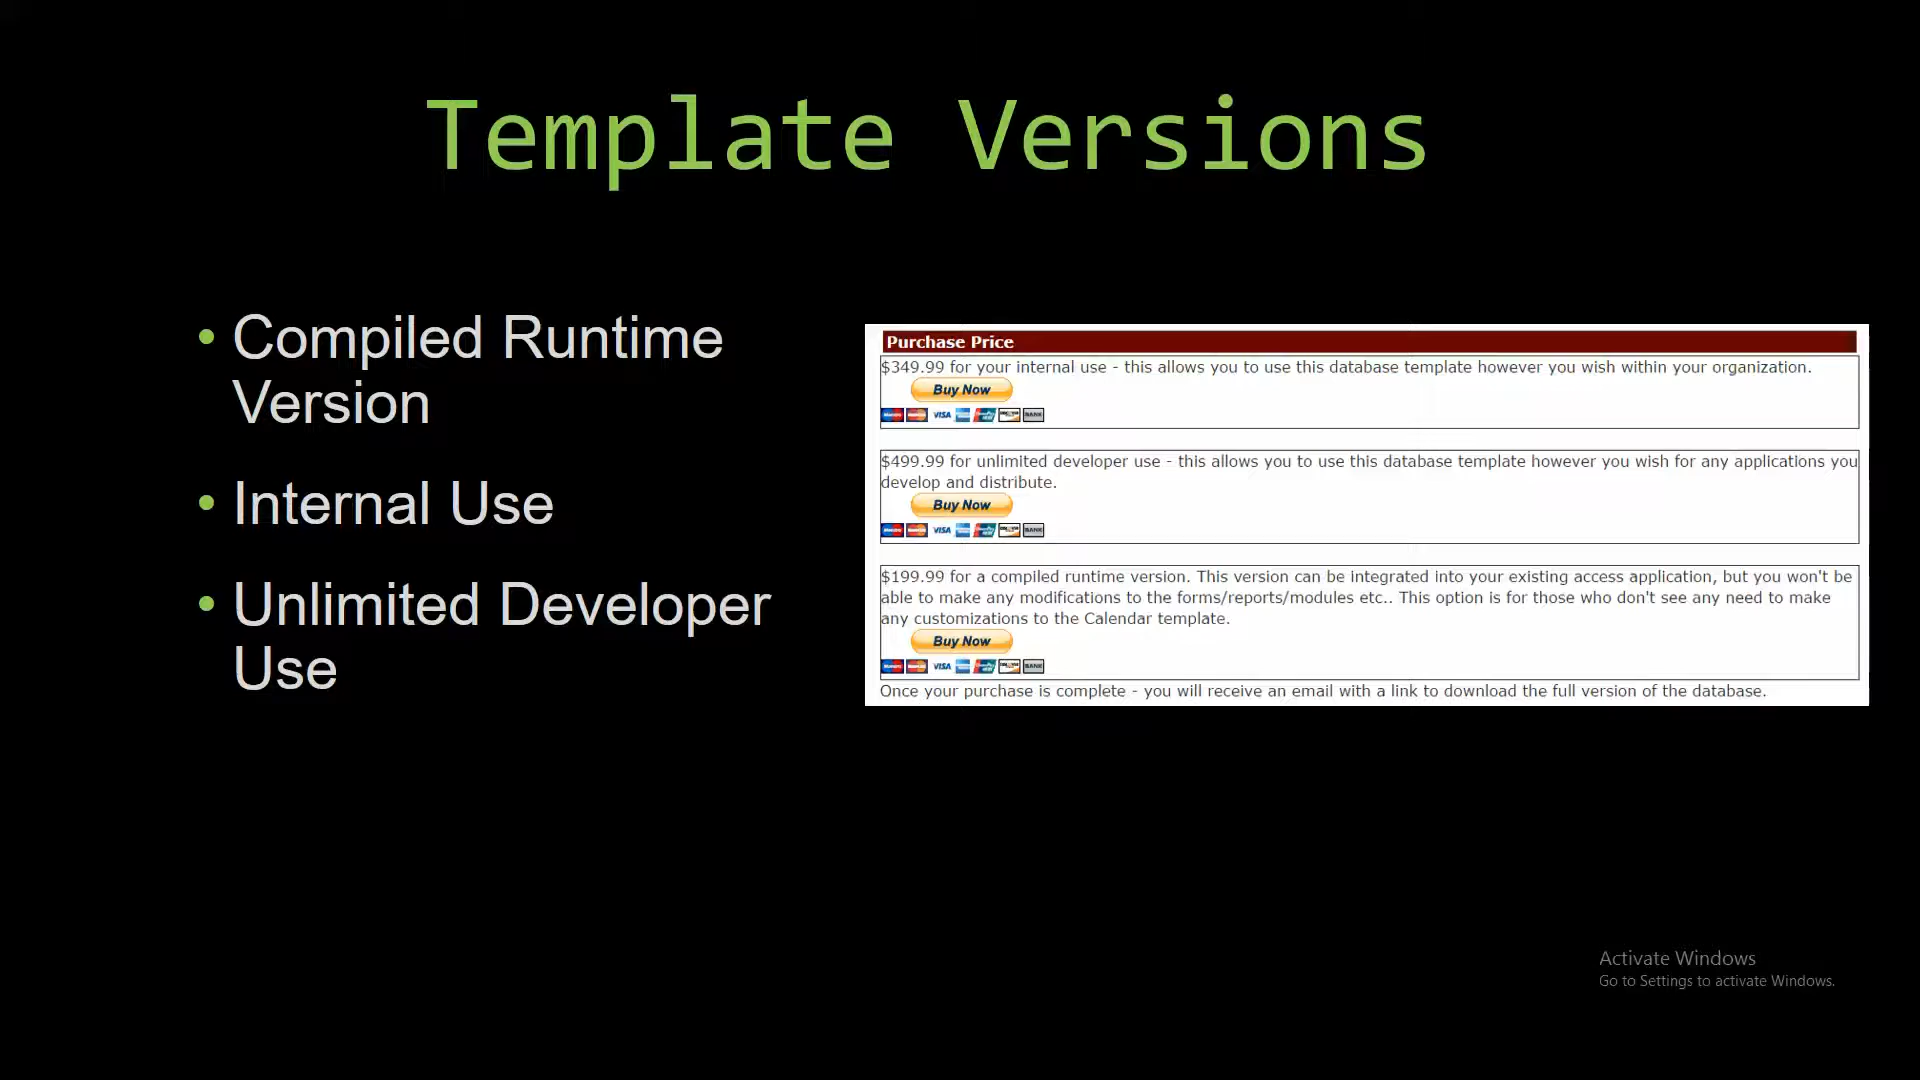 Template Versions
• Compiled Runtime
Version
• Internal Use
• Unlimited Developer
Use
Purchase Price
$349.99 for your internal use - this allows you to use this database template however you wish within your organization.
Buy Now
VISA BANK
$499.99 for unlimited developer use - this allows you to use this database template however you wish for any applications you
develop and distribute.
Buy Now
VISA BANK
$199.99 for a compiled runtime version. This version can be integrated into your existing access application, but you won't be
able to make any modifications to the forms/reports/modules etc.. This option is for those who don't see any need to make
any customizations to the Calendar template.
Buy Now
VISA BANK
Once your purchase is complete - you will receive an email with a link to download the full version of the database.
Activate Windows
Go to Settings to activate Windows.